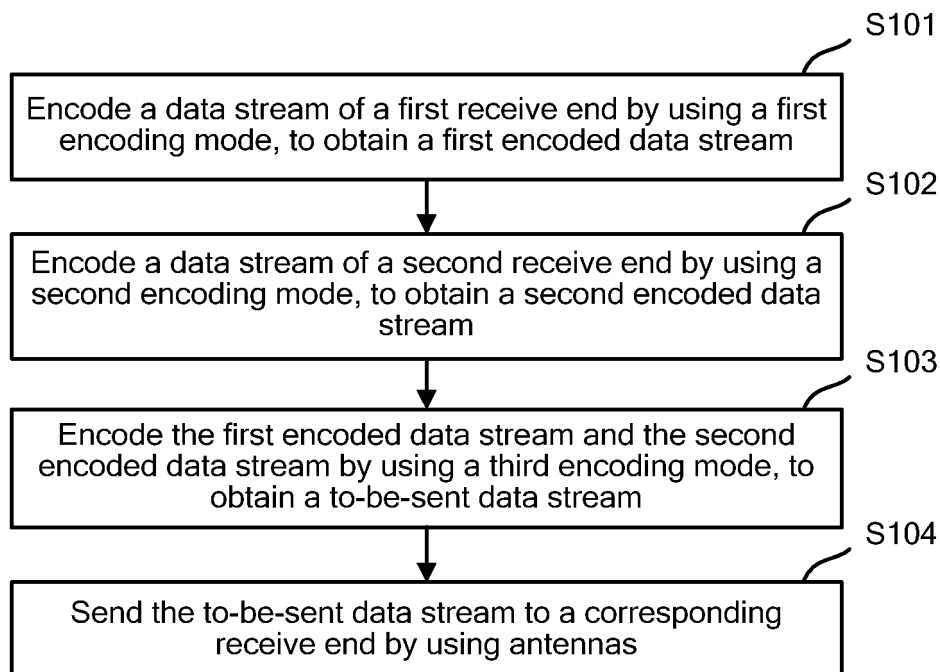 S101
Encode a data stream of a first receive end by using a first
encoding mode, to obtain a first encoded data stream
S102
Encode a data stream of a second receive end by using a
second encoding mode, to obtain a second encoded data
stream
S103
Encode the first encoded data stream and the second
encoded data stream by using a third encoding mode, to
obtain a to-be-sent data stream
S104
Send the to-be-sent data stream to a corresponding
receive end by using antennas